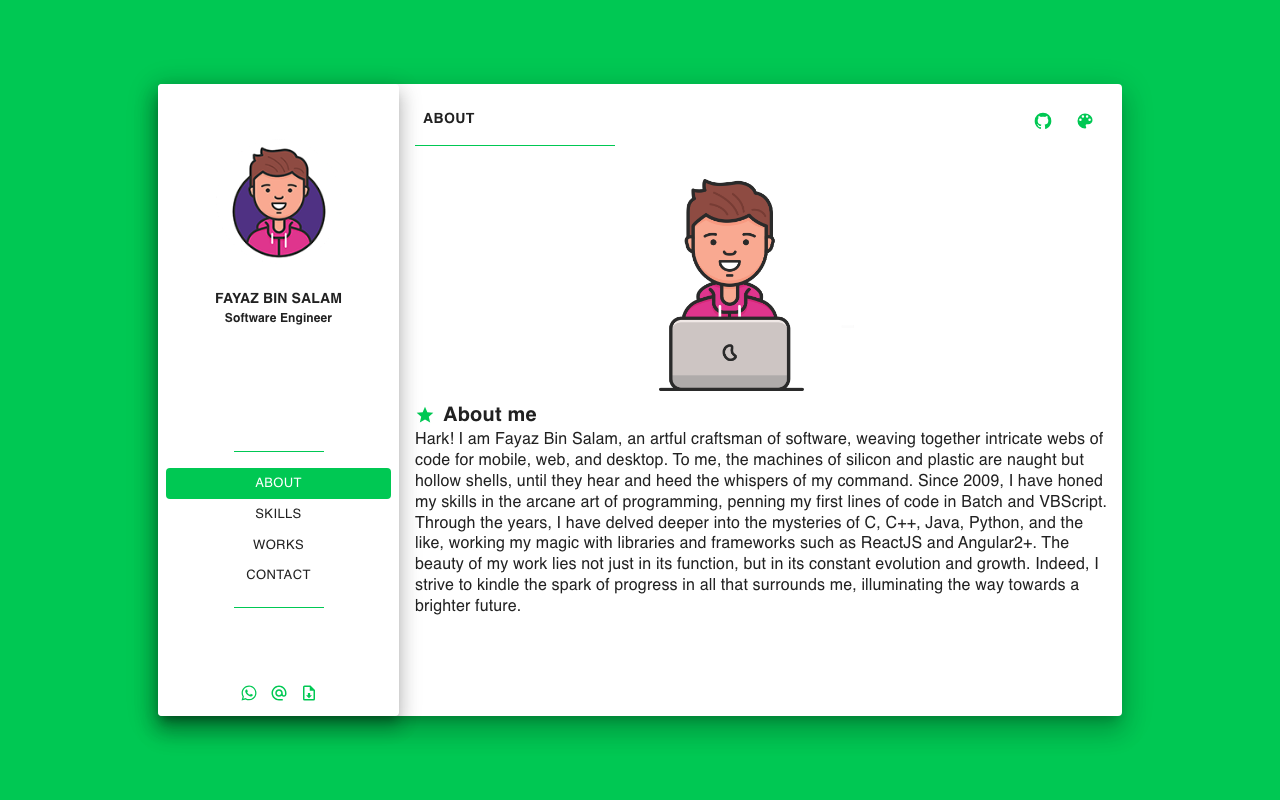 FAYAZ BIN SALAM
Software Engineer
ABOUT
SKILLS
WORKS
CONTACT
ABOUT
About me
Hark! I am Fayaz Bin Salam, an artful craftsman of software, weaving together intricate webs of
code for mobile, web, and desktop. To me, the machines of silicon and plastic are naught but
hollow shells, until they hear and heed the whispers of my command. Since 2009, I have honed
my skills in the arcane art of programming, penning my first lines of code in Batch and VBScript.
Through the years, I have delved deeper into the mysteries of C, C++, Java, Python, and the
like, working my magic with libraries and frameworks such as ReactJS and Angular2+. The
beauty of my work lies not just in its function, but in its constant evolution and growth. Indeed, I
strive to kindle the spark of progress in all that surrounds me, illuminating the way towards a
brighter future.